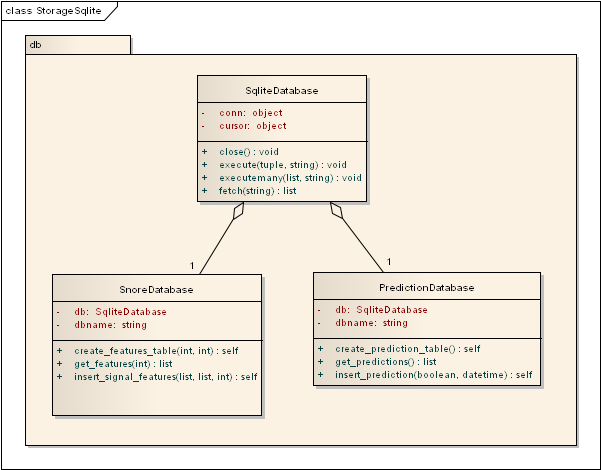 class StorageSqlite
db
SqliteDatabase
- conn: object
- cursor: object
+ close() : void
+ execute(tuple, string) : void
+ executemany(list, string) : void
+ fetch(string) : list
1
1
SnoreDatabase
- db: SqliteDatabase
- dbname: string
+ create_features_table(int, int) : self
+ get_features(int) : list
+ insert_signal_features(list, list, int) : self
PredictionDatabase
- db: SqliteDatabase
- dbname: string
+ create_prediction_table() : self
+ get_predictions() : list
+ insert_prediction(boolean, datetime) : self